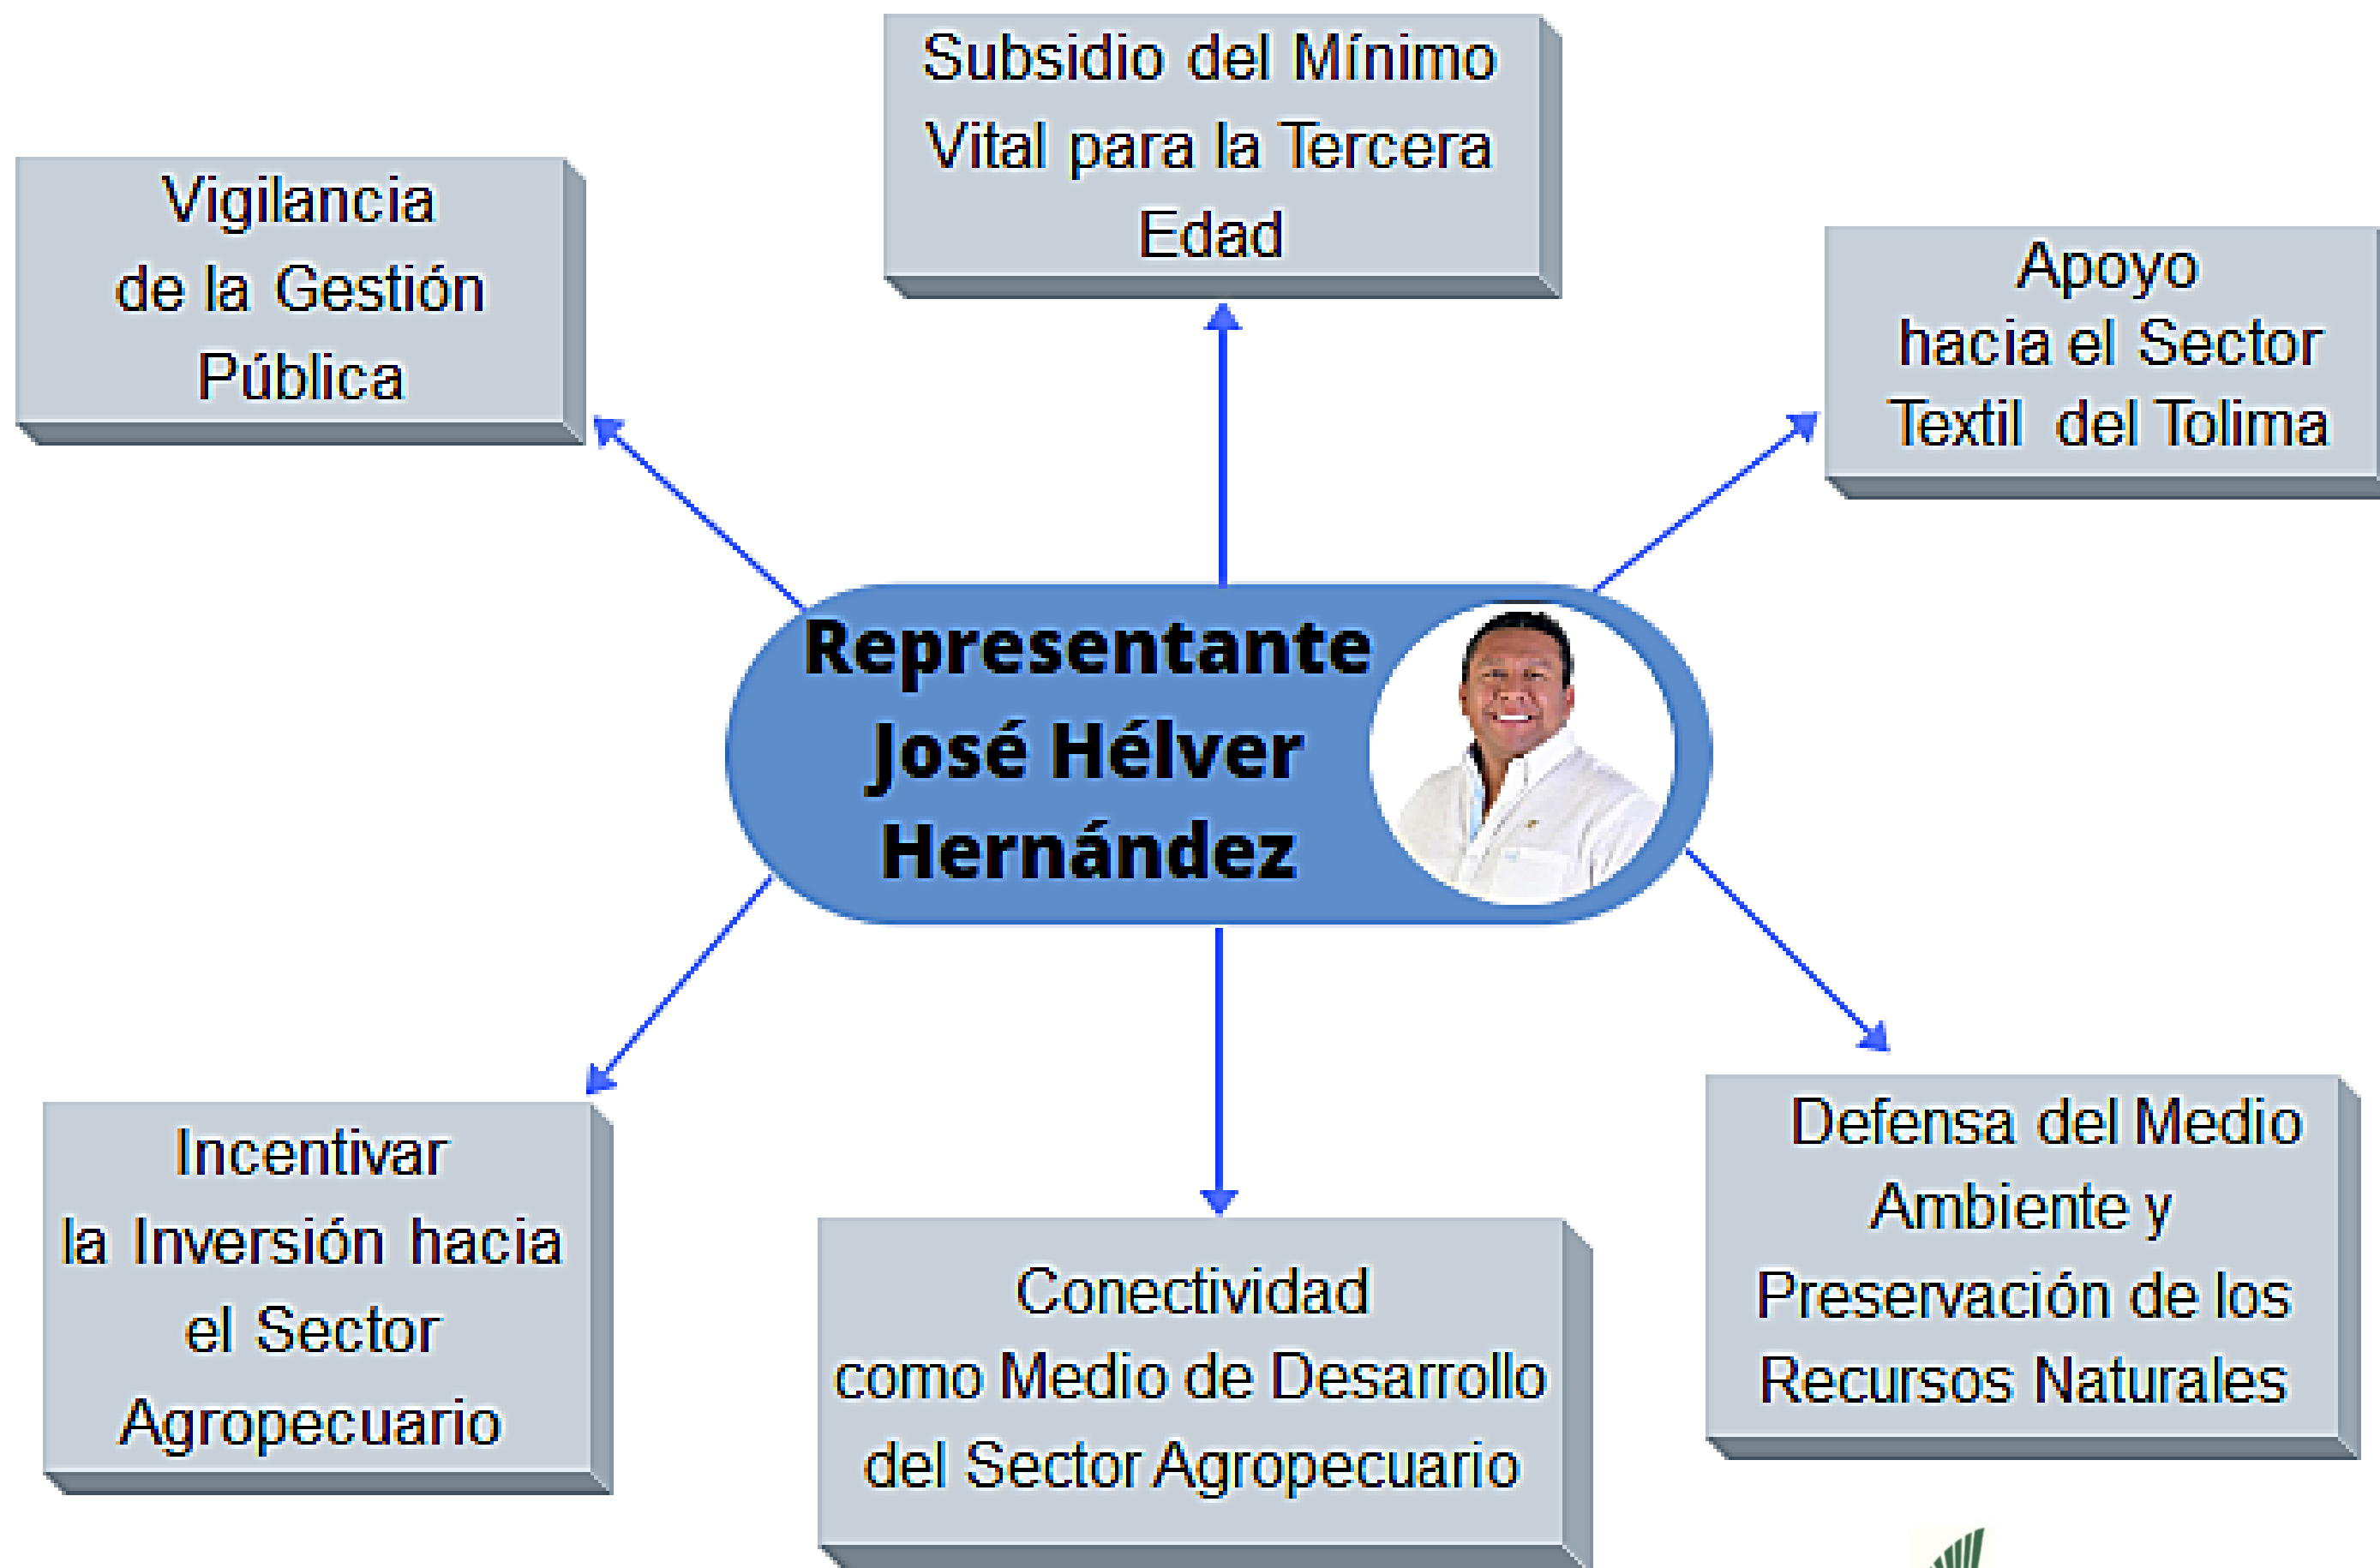 Subsidio del Mínimo
Vital para la Tercera
Edad
Vigilancia
de la Gestión
Pública
Apoyo
hacia el Sector
Textil del Tolima
Representante
José Hélver
Hernández
Incentivar
la Inversión hacia
el Sector
Agropecuario
Conectividad
como Medio de Desarrollo
del Sector Agropecuario
Defensa del Medio
Ambiente y
Preservación de los
Recursos Naturales